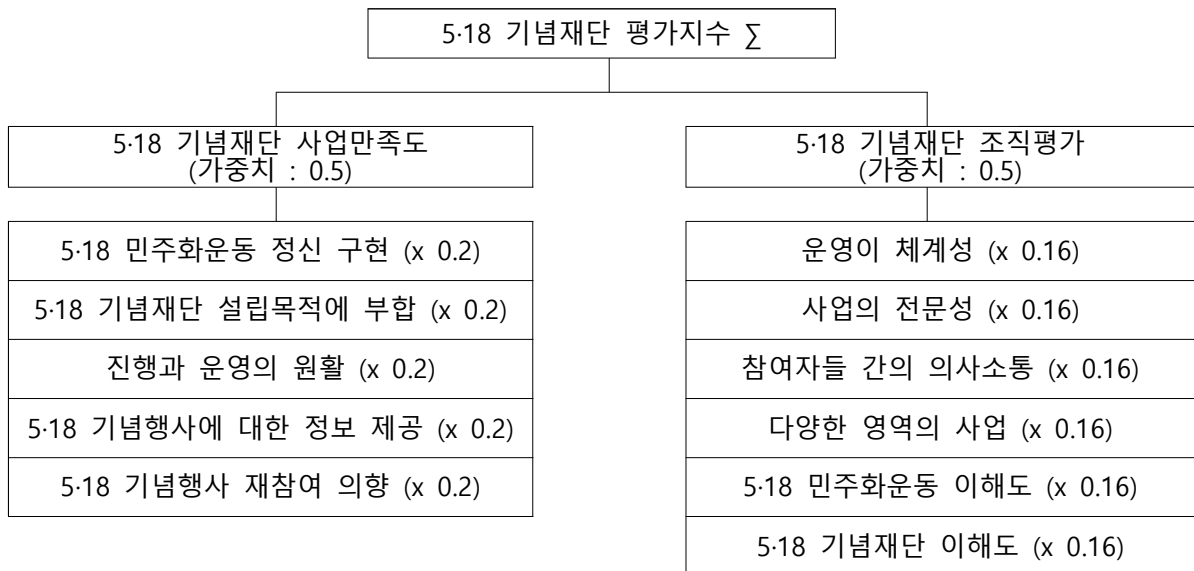 5·18 기념재단 평가지수 ∑
5·18 기념재단 사업만족도
(가중치 : 0.5)
5·18 민주화운동 정신 구현 (x 0.2)
5·18 기념재단 설립목적에 부합 (x 0.2)
진행과 운영의 원활 (x 0.2)
5·18 기념행사에 대한 정보 제공 (x 0.2)
5·18 기념행사 재참여 의향 (x 0.2)
5·18 기념재단 조직평가
(가중치 : 0.5)
운영이 체계성 (x 0.16)
사업의 전문성 (x 0.16)
참여자들 간의 의사소통 (x 0.16)
다양한 영역의 사업 (x 0.16)
5·18 민주화운동 이해도 (x 0.16)
5·18 기념재단 이해도 (x 0.16)